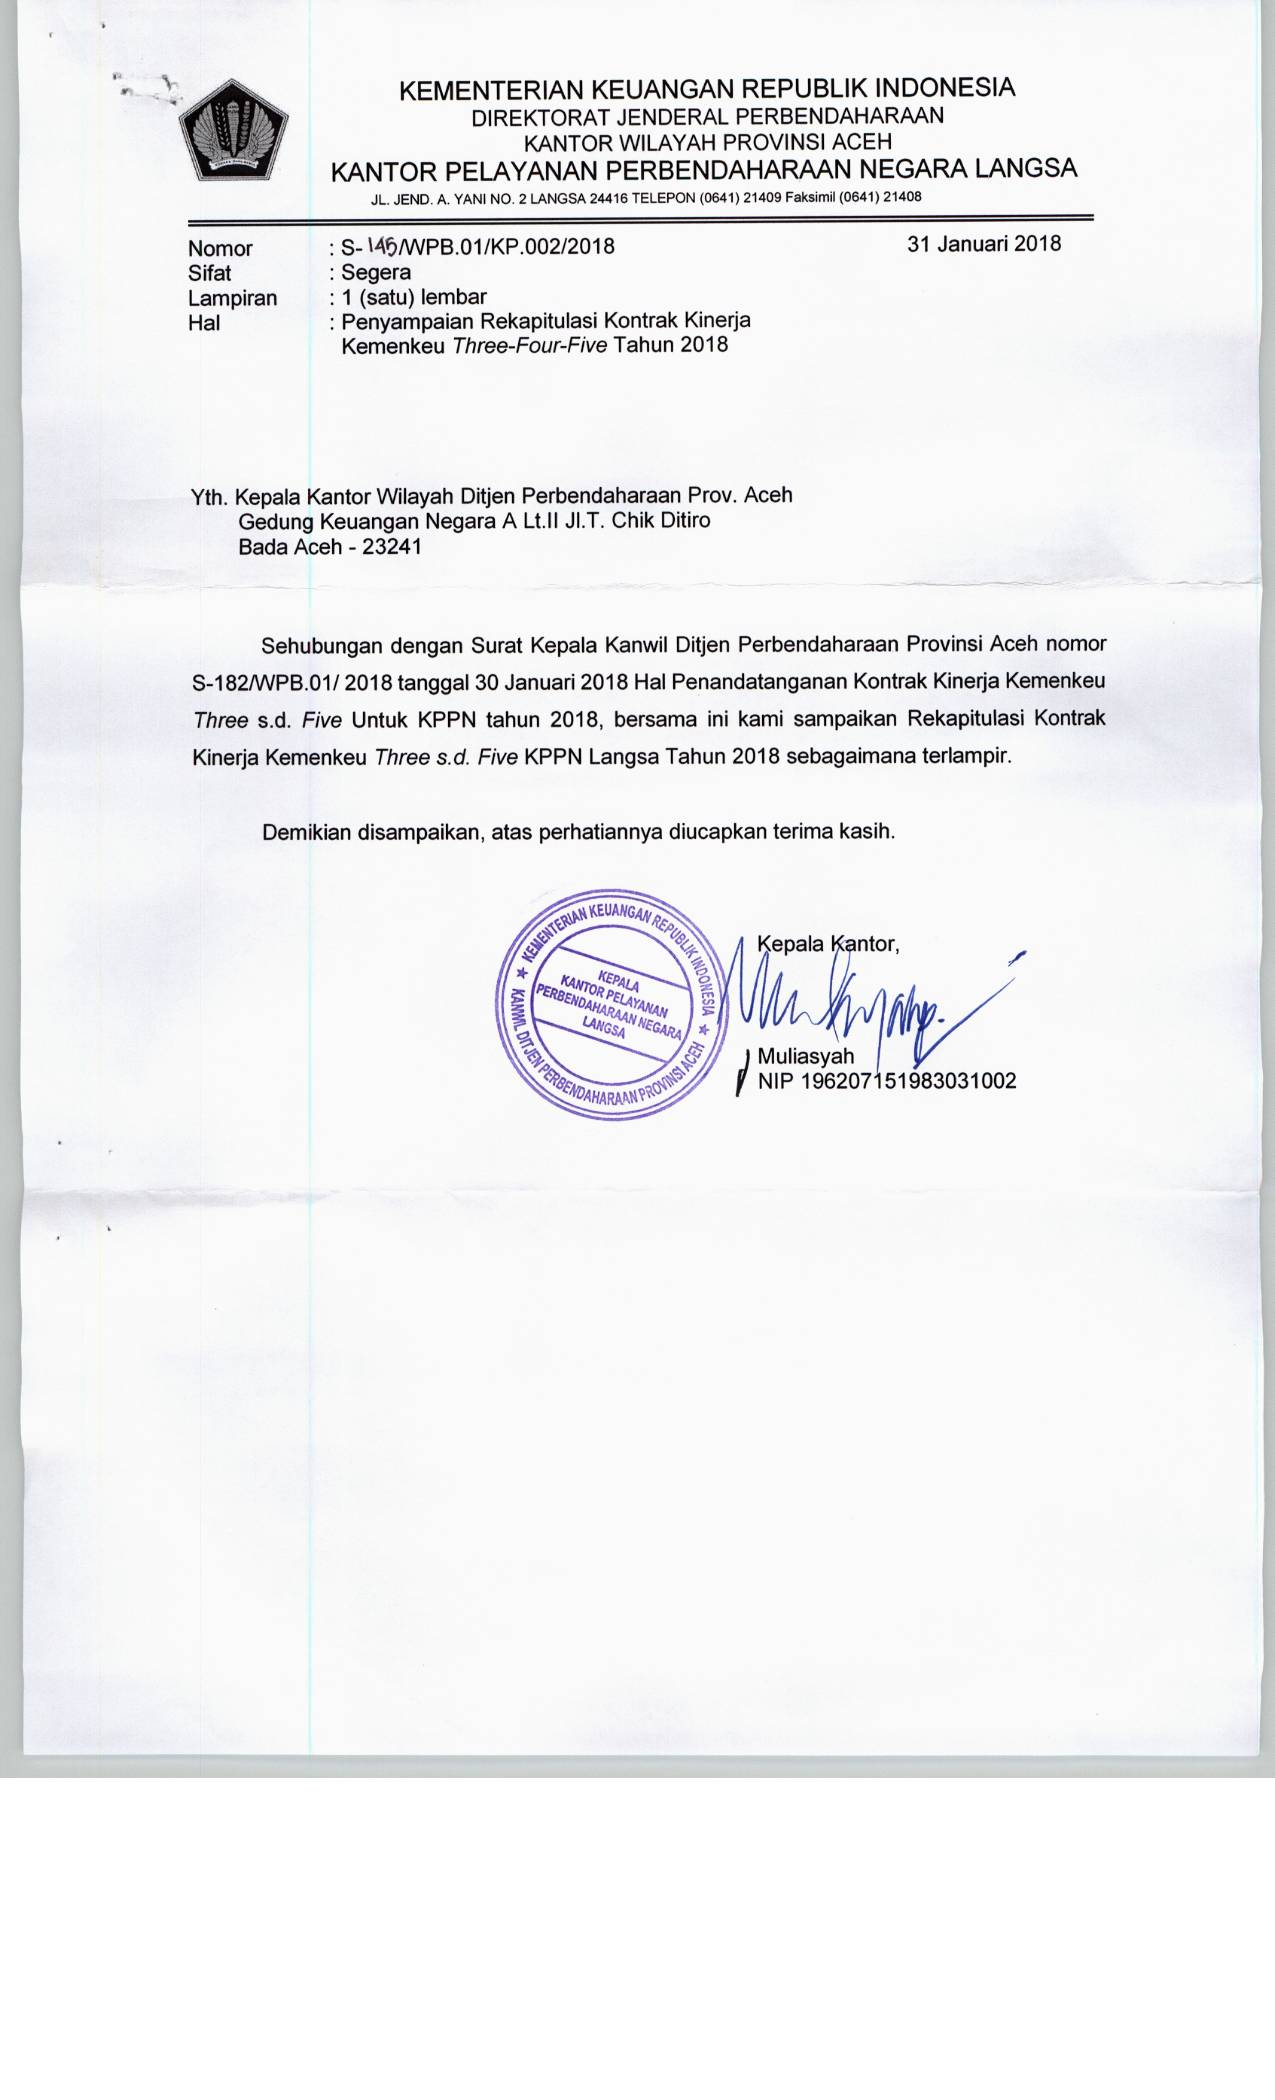 KEMENTERIAN KEUANGAN REPUBLIK INDONESIA
DIREKTORAT JENDERAL PERBENDAHARAAN
KANTOR WILAYAH PROVINSI ACEH
KANTOR PELAYANAN PERBENDAHARAAN NEGARA LANGSA
JL. JEND. A. YANI NO. 2 LANGSA 24416 TELEPON (0641) 21409 Faksimil (0641) 21408
Nomor : S-145/WPB.01/KP.002/2018 31 Januari 2018
Sifat : Segera
Lampiran : 1 (satu) lembar
Hal : Penyampaian Rekapitulasi Kontrak Kinerja
Kemenkeu Three-Four-Five Tahun 2018
Yth. Kepala Kantor Wilayah Ditjen Perbendaharaan Prov. Aceh
Gedung Keuangan Negara A Lt.II Jl.T. Chik Ditiro
Bada Aceh - 23241
Sehubungan dengan Surat Kepala Kanwil Ditjen Perbendaharaan Provinsi Aceh nomor
S-182/WPB.01/ 2018 tanggal 30 Januari 2018 Hal Penandatanganan Kontrak Kinerja Kemenkeu
Three s.d. Five Untuk KPPN tahun 2018, bersama ini kami sampaikan Rekapitulasi Kontrak
Kinerja Kemenkeu Three s.d. Five KPPN Langsa Tahun 2018 sebagaimana terlampir.
Demikian disampaikan, atas perhatiannya diucapkan terima kasih.
KEMENTERIAN KEUANGAN REPUBLIK INDONESIA
KEPALA
KANTOR PELAYANAN
PERBENDAHARAAN NEGARA
LANGSA
KANWIL DITJEN PERBENDAHARAAN PROVINSI ACEH
Kepala Kantor,
Muliasyah
NIP 196207151983031002